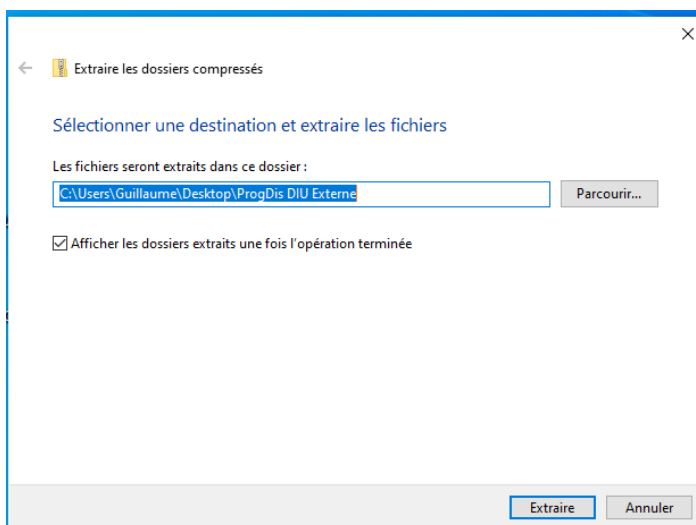 Extraire les dossiers compressés
Sélectionner une destination et extraire les fichiers
Les fichiers seront extraits dans ce dossier :
C:\Users\Guillaume\Desktop\ProgDis DIU Externe
Parcourir...
Afficher les dossiers extraits une fois l'opération terminée
Extraire
Annuler